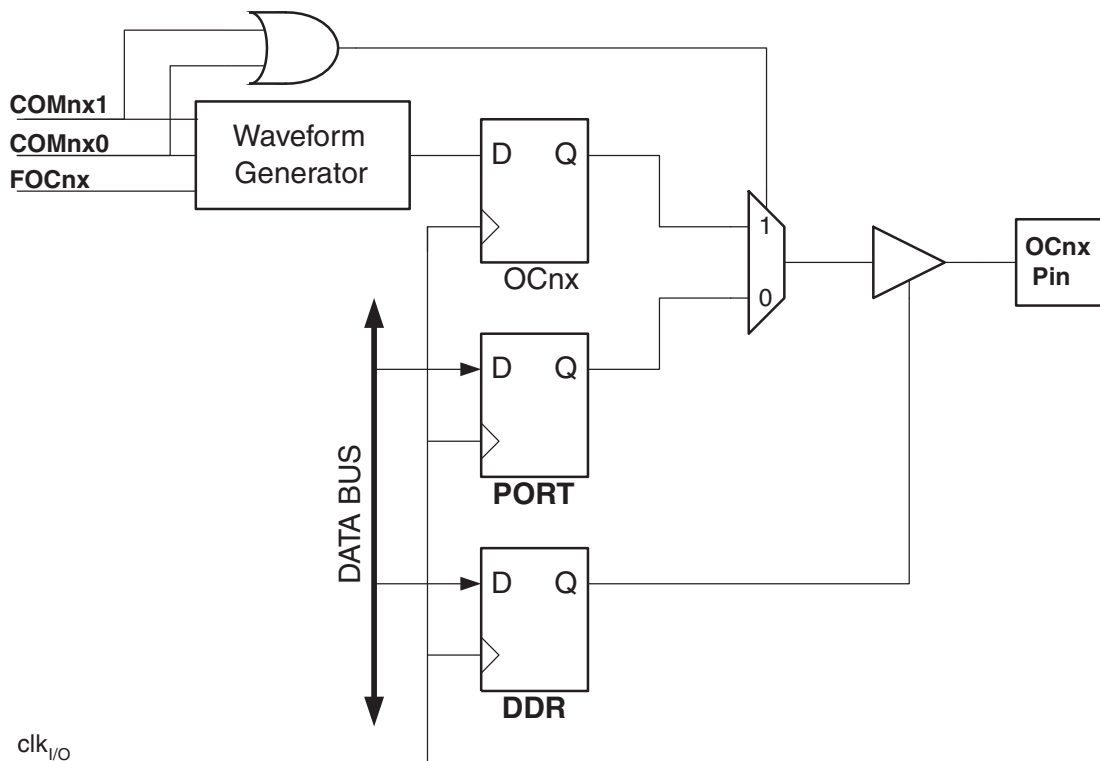 COMnx1
COMnx0
FOCnx
Waveform
Generator
D Q
OCnx
1
0
OCnx
Pin
D Q
PORT
D Q
DDR
DATA BUS
clkI/O